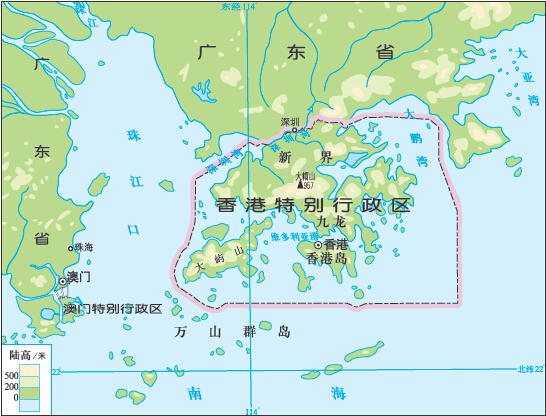 东经114°
广东省
广东省
大亚湾
深圳
深圳河
大鹏湾
深圳湾
新界
珠江口
大帽山
▲957
香港特别行政区
九龙
维多利亚港
香港
香港岛
珠海
大屿山
澳门
澳门特别行政区
万山群岛
陆高/米
500
200
0
22°
北纬22°
南海
114°